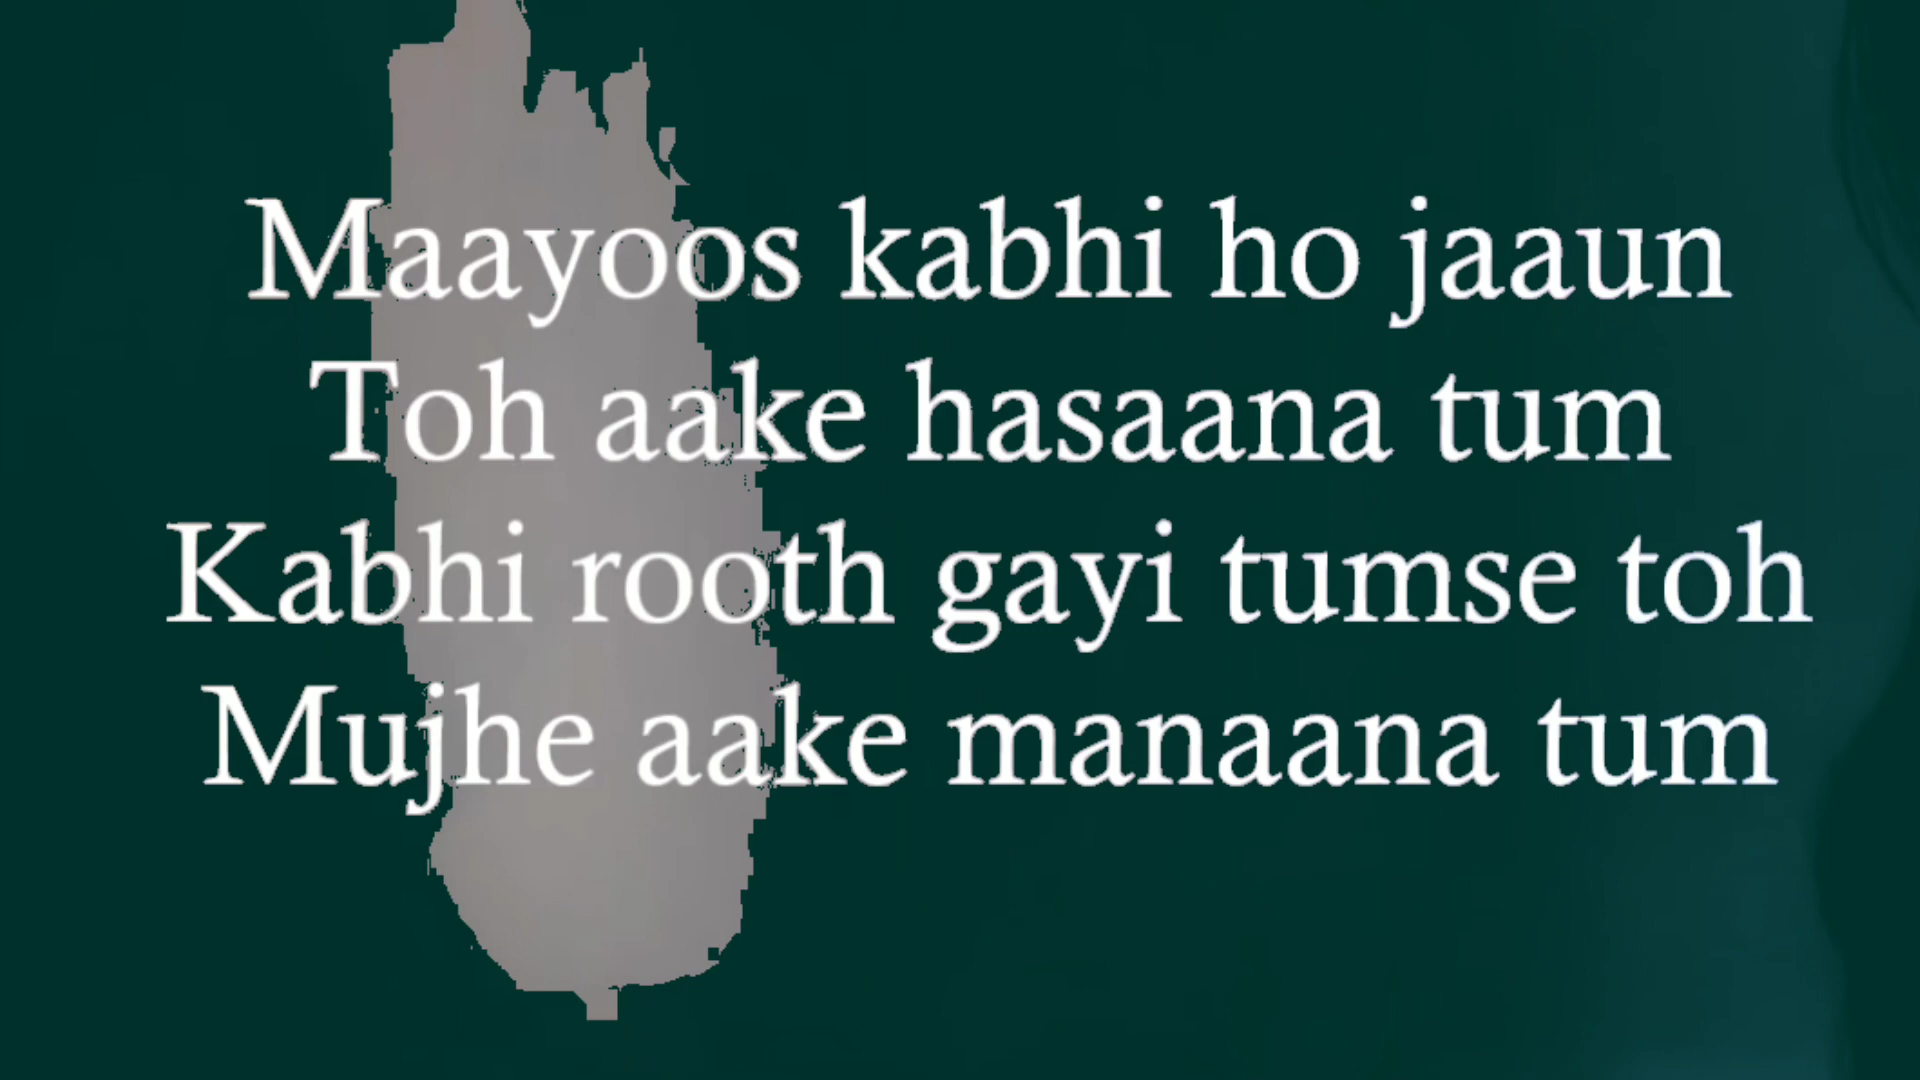 Maayoos kabhi ho jaaun
Toh aake hasaana tum
Kabhi rooth gayi tumse toh
Mujhe aake manaana tum